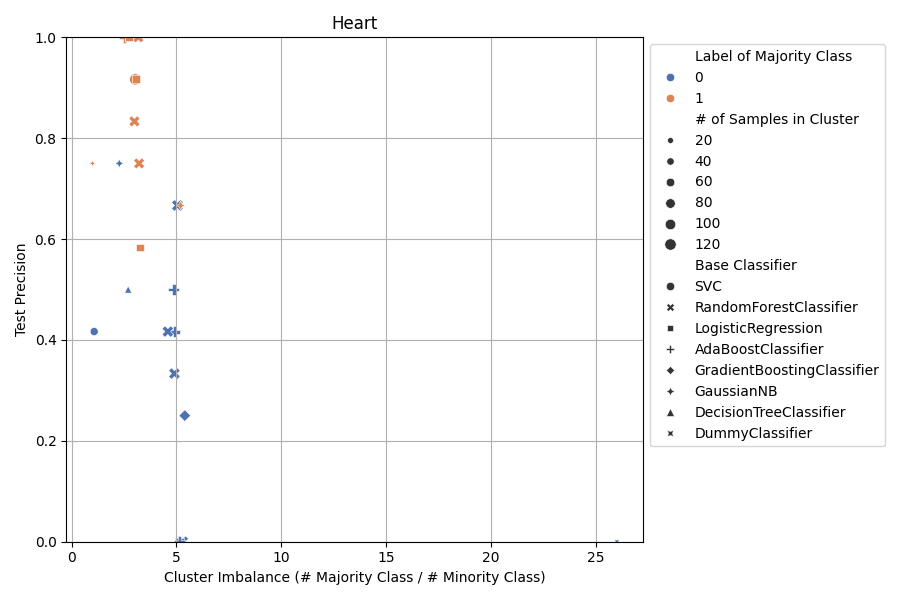 Heart
1.0
0.8
0.6
0.4
0.2
0.0
Test Precision
0
5
10
15
20
25
Cluster Imbalance (# Majority Class / # Minority Class)
Label of Majority Class
0
1
# of Samples in Cluster
20
40
60
80
100
120
Base Classifier
SVC
RandomForestClassifier
LogisticRegression
AdaBoostClassifier
GradientBoostingClassifier
GaussianNB
DecisionTreeClassifier
DummyClassifier